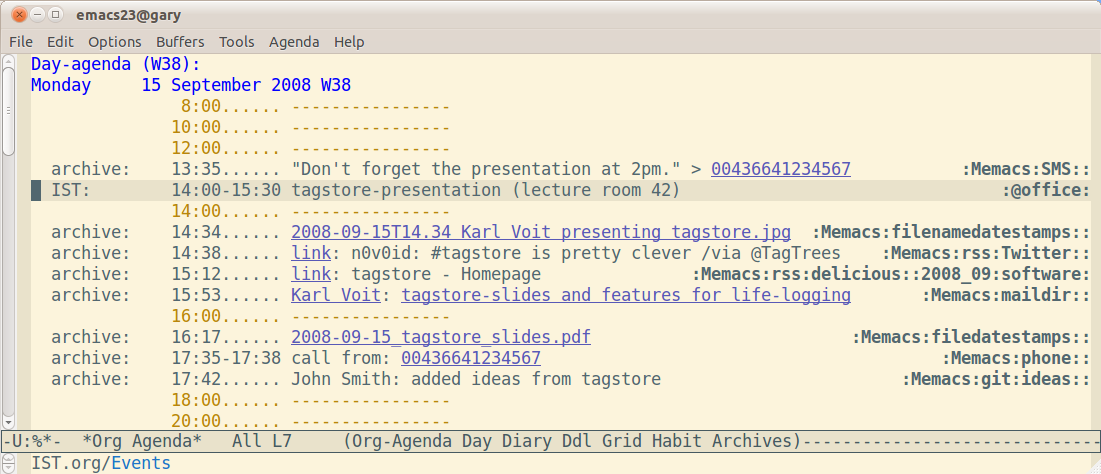 emacs23@gary
File Edit Options Buffers Tools Agenda Help
Day-agenda (W38):
Monday     15 September 2008 W38
               8:00...... ----------------
              10:00...... ----------------
              12:00...... ----------------
  archive:    13:35...... "Don't forget the presentation at 2pm." > 00436641234567           :Memacs:SMS::
  IST:        14:00-15:30 tagstore-presentation (lecture room 42)                                :@office:
              14:00...... ----------------
  archive:    14:34...... 2008-09-15T14.34 Karl Voit presenting tagstore.jpg  :Memacs:filenamedatestamps::
  archive:    14:38...... link: n0v0id: #tagstore is pretty clever /via @TagTrees    :Memacs:rss:Twitter::
  archive:    15:12...... link: tagstore - Homepage               :Memacs:rss:delicious::2008_09:software:
  archive:    15:53...... Karl Voit: tagstore-slides and features for life-logging       :Memacs:maildir::
              16:00...... ----------------
  archive:    16:17...... 2008-09-15_tagstore_slides.pdf                          :Memacs:filedatestamps::
  archive:    17:35-17:38 call from: 00436641234567                                        :Memacs:phone::
  archive:    17:42...... John Smith: added ideas from tagstore                        :Memacs:git:ideas::
              18:00...... ----------------
              20:00...... ----------------
-U:%*-  *Org Agenda*   All L7     (Org-Agenda Day Diary Ddl Grid Habit Archives)------------------------------
IST.org/Events